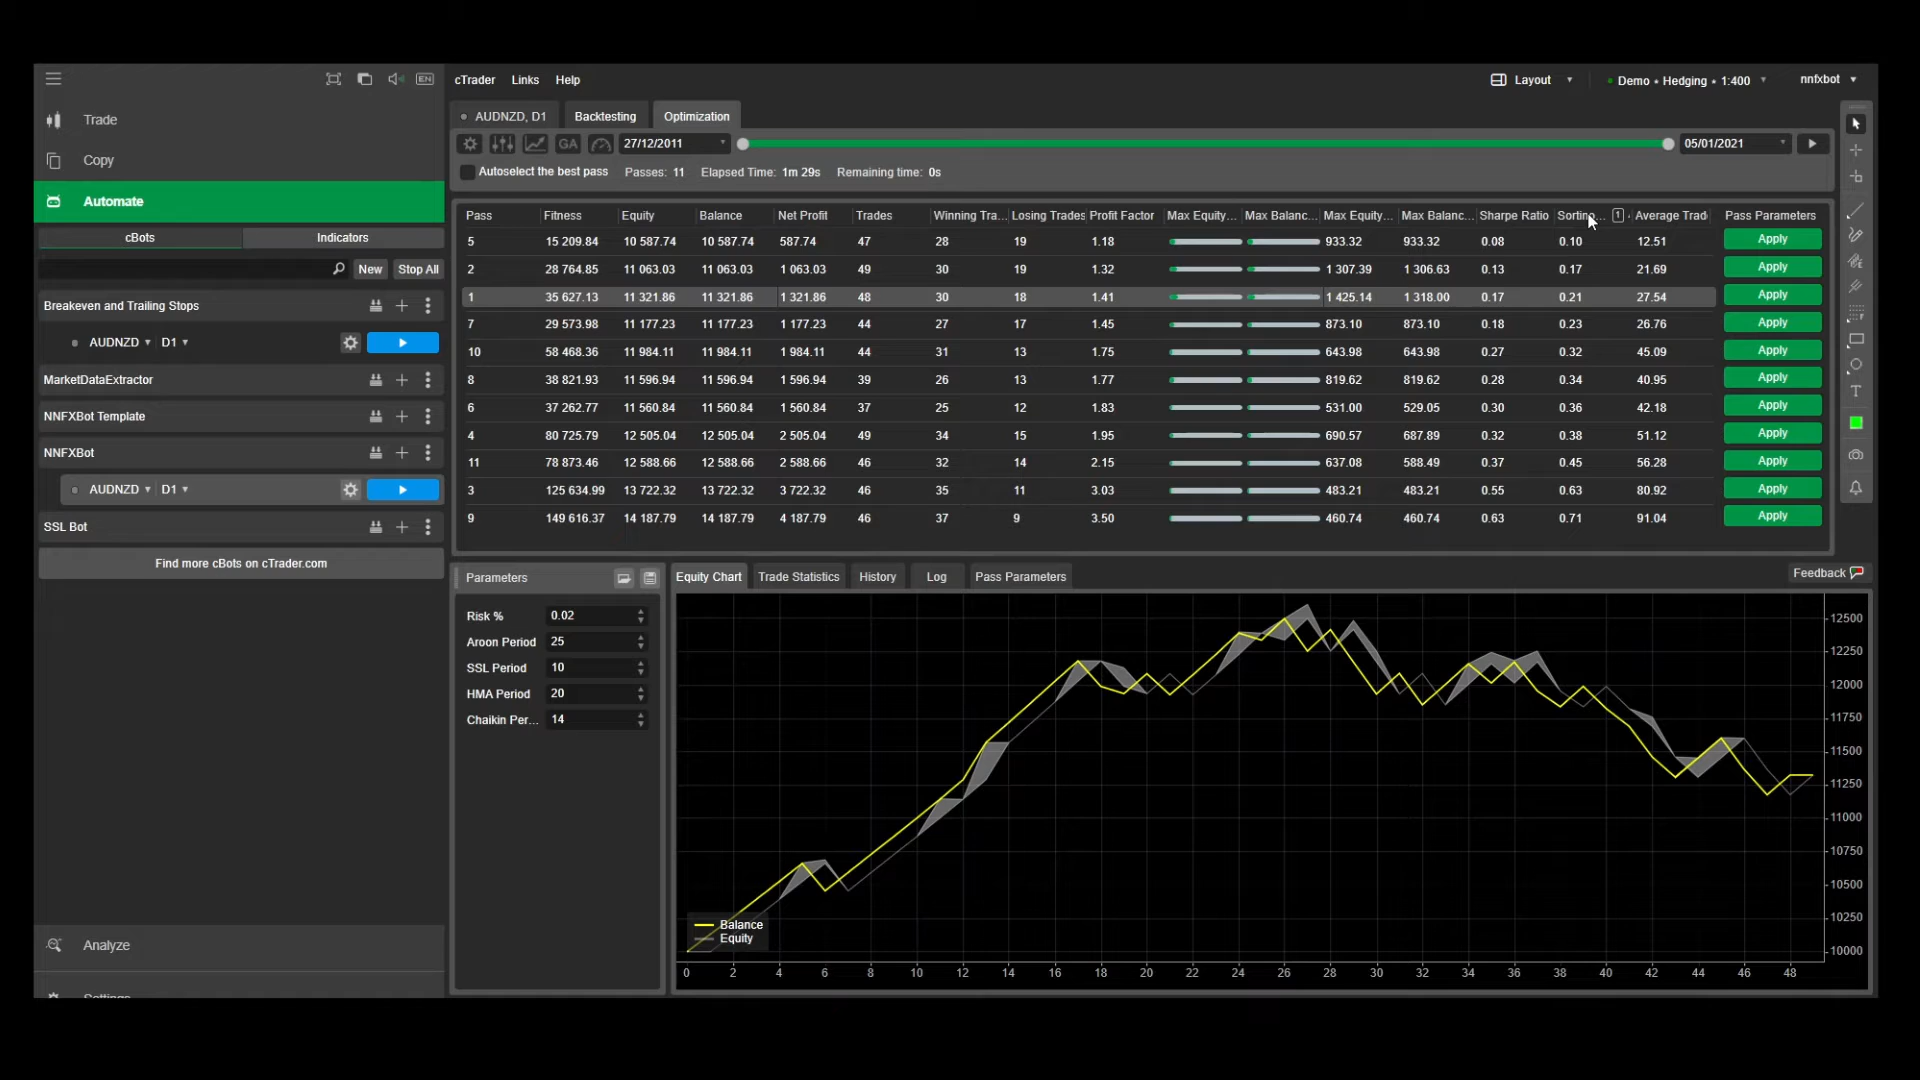 EN
cTrader Links Help
Layout
Demo • Hedging • 1:400
nnfxbot
Trade
Copy
Automate
cBots Indicators
New Stop All
Breakeven and Trailing Stops
AUDNZD D1
MarketDataExtractor
NNFXBot Template
NNFXBot
AUDNZD D1
SSL Bot
Find more cBots on cTrader.com
Analyze
AUDNZD, D1 Backtesting Optimization
GA 27/12/2011 05/01/2021
Autoselect the best pass Passes: 11 Elapsed Time: 1m 29s Remaining time: 0s
Pass Fitness Equity Balance Net Profit Trades Winning Tra... Losing Trades Profit Factor Max Equity... Max Balanc... Max Equity... Max Balanc... Sharpe Ratio Sortino... 1 Average Trad Pass Parameters
5 15 209.84 10 587.74 10 587.74 587.74 47 28 19 1.18 933.32 933.32 0.08 0.10 12.51 Apply
2 28 764.85 11 063.03 11 063.03 1 063.03 49 30 19 1.32 1 307.39 1 306.63 0.13 0.17 21.69 Apply
1 35 627.13 11 321.86 11 321.86 1 321.86 48 30 18 1.41 1 425.14 1 318.00 0.17 0.21 27.54 Apply
7 29 573.98 11 177.23 11 177.23 1 177.23 44 27 17 1.45 873.10 873.10 0.18 0.23 26.76 Apply
10 58 468.36 11 984.11 11 984.11 1 984.11 44 31 13 1.75 643.98 643.98 0.27 0.32 45.09 Apply
8 38 821.93 11 596.94 11 596.94 1 596.94 39 26 13 1.77 819.62 819.62 0.28 0.34 40.95 Apply
6 37 262.77 11 560.84 11 560.84 1 560.84 37 25 12 1.83 531.00 529.05 0.30 0.36 42.18 Apply
4 80 725.79 12 505.04 12 505.04 2 505.04 49 34 15 1.95 690.57 687.89 0.32 0.38 51.12 Apply
11 78 873.46 12 588.66 12 588.66 2 588.66 46 32 14 2.15 637.08 588.49 0.37 0.45 56.28 Apply
3 125 634.99 13 722.32 13 722.32 3 722.32 46 35 11 3.03 483.21 483.21 0.55 0.63 80.92 Apply
9 149 616.37 14 187.79 14 187.79 4 187.79 46 37 9 3.50 460.74 460.74 0.63 0.71 91.04 Apply
T
Parameters
Risk % 0.02
Aroon Period 25
SSL Period 10
HMA Period 20
Chaikin Per... 14
Equity Chart Trade Statistics History Log Pass Parameters
Feedback
12500
12250
12000
11750
11500
11250
11000
10750
10500
10250
10000
Balance
Equity
0 2 4 6 8 10 12 14 16 18 20 22 24 26 28 30 32 34 36 38 40 42 44 46 48